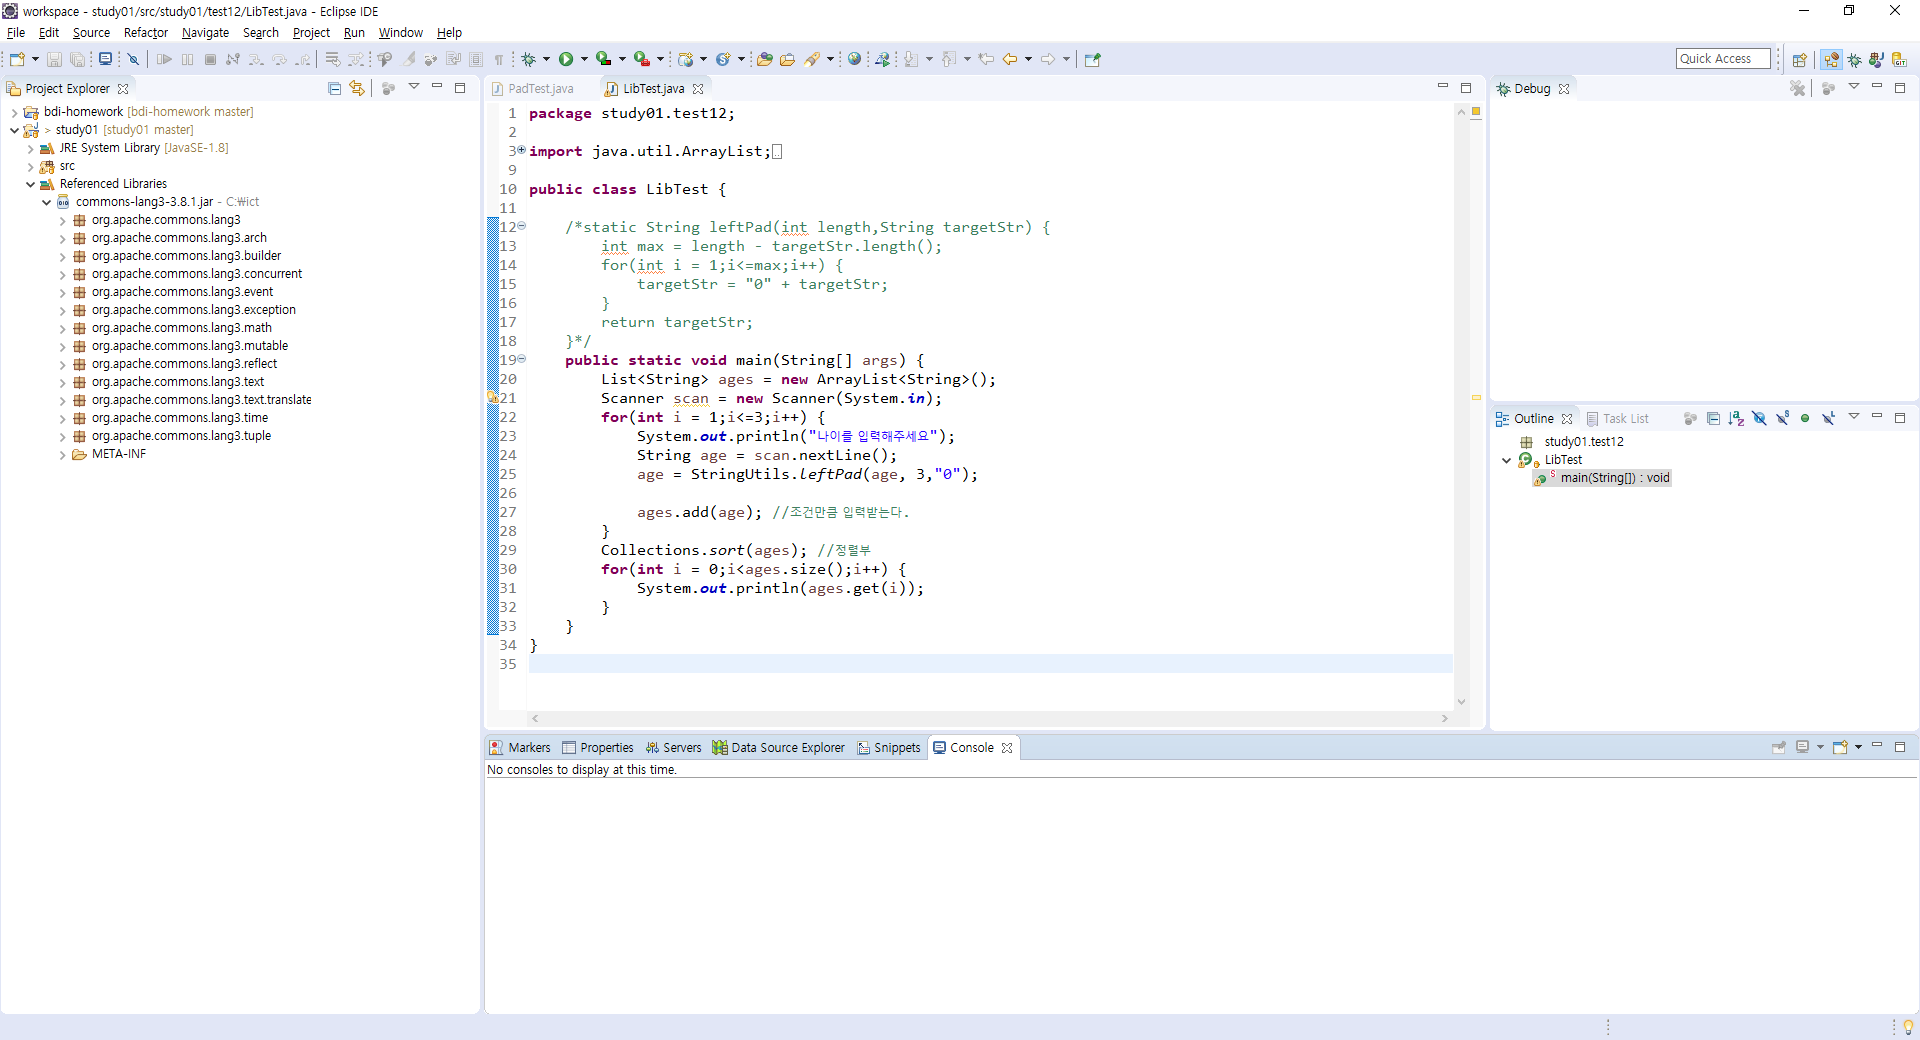 workspace - study01/src/study01/test12/LibTest.java - Eclipse IDE
File Edit Source Refactor Navigate Search Project Run Window Help
Quick Access
Project Explorer
bdi-homework [bdi-homework master]
> study01 [study01 master]
JRE System Library [JavaSE-1.8]
src
Referenced Libraries
commons-lang3-3.8.1.jar - C:₩ict
org.apache.commons.lang3
org.apache.commons.lang3.arch
org.apache.commons.lang3.builder
org.apache.commons.lang3.concurrent
org.apache.commons.lang3.event
org.apache.commons.lang3.exception
org.apache.commons.lang3.math
org.apache.commons.lang3.mutable
org.apache.commons.lang3.reflect
org.apache.commons.lang3.text
org.apache.commons.lang3.text.translate
org.apache.commons.lang3.time
org.apache.commons.lang3.tuple
META-INF
PadTest.java LibTest.java
1 package study01.test12;
2
3 import java.util.ArrayList;
9
10 public class LibTest {
11
12 /*static String leftPad(int length,String targetStr) {
13 int max = length - targetStr.length();
14 for(int i = 1;i<=max;i++) {
15 targetStr = "0" + targetStr;
16 }
17 return targetStr;
18 }*/
19 public static void main(String[] args) {
20 List<String> ages = new ArrayList<String>();
21 Scanner scan = new Scanner(System.in);
22 for(int i = 1;i<=3;i++) {
23 System.out.println("나이를 입력해주세요");
24 String age = scan.nextLine();
25 age = StringUtils.leftPad(age, 3,"0");
26
27 ages.add(age); //조건만큼 입력받는다.
28 }
29 Collections.sort(ages); //정렬부
30 for(int i = 0;i<ages.size();i++) {
31 System.out.println(ages.get(i));
32 }
33 }
34 }
35
Debug
Outline Task List
study01.test12
LibTest
main(String[]) : void
Markers Properties Servers Data Source Explorer Snippets Console
No consoles to display at this time.